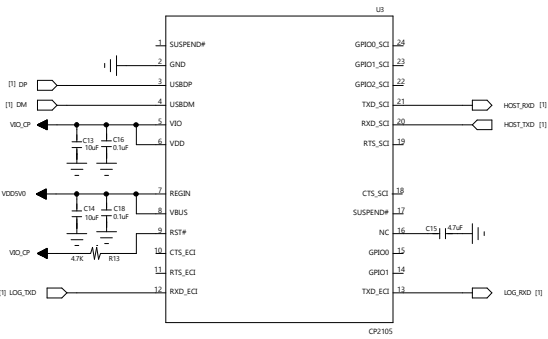 U3
1 SUSPEND# GPIO0_SCI 24
2 GND GPIO1_SCI 23
[1] DP 3 USBDP GPIO2_SCI 22
[1] DM 4 USBDM TXD_SCI 21 HOST_RXD [1]
VIO_CP 5 VIO RXD_SCI 20 HOST_TXD [1]
C13 10uF C16 0.1uF 6 VDD RTS_SCI 19
VDD5V0 7 REGIN CTS_SCI 18
C14 10uF C18 0.1uF 8 VBUS SUSPEND# 17
9 RST# NC 16 C15 4.7uF
VIO_CP 4.7K R13 10 CTS_ECI GPIO0 15
11 RTS_ECI GPIO1 14
[1] LOG_TXD 12 RXD_ECI TXD_ECI 13 LOG_RXD [1]
CP2105